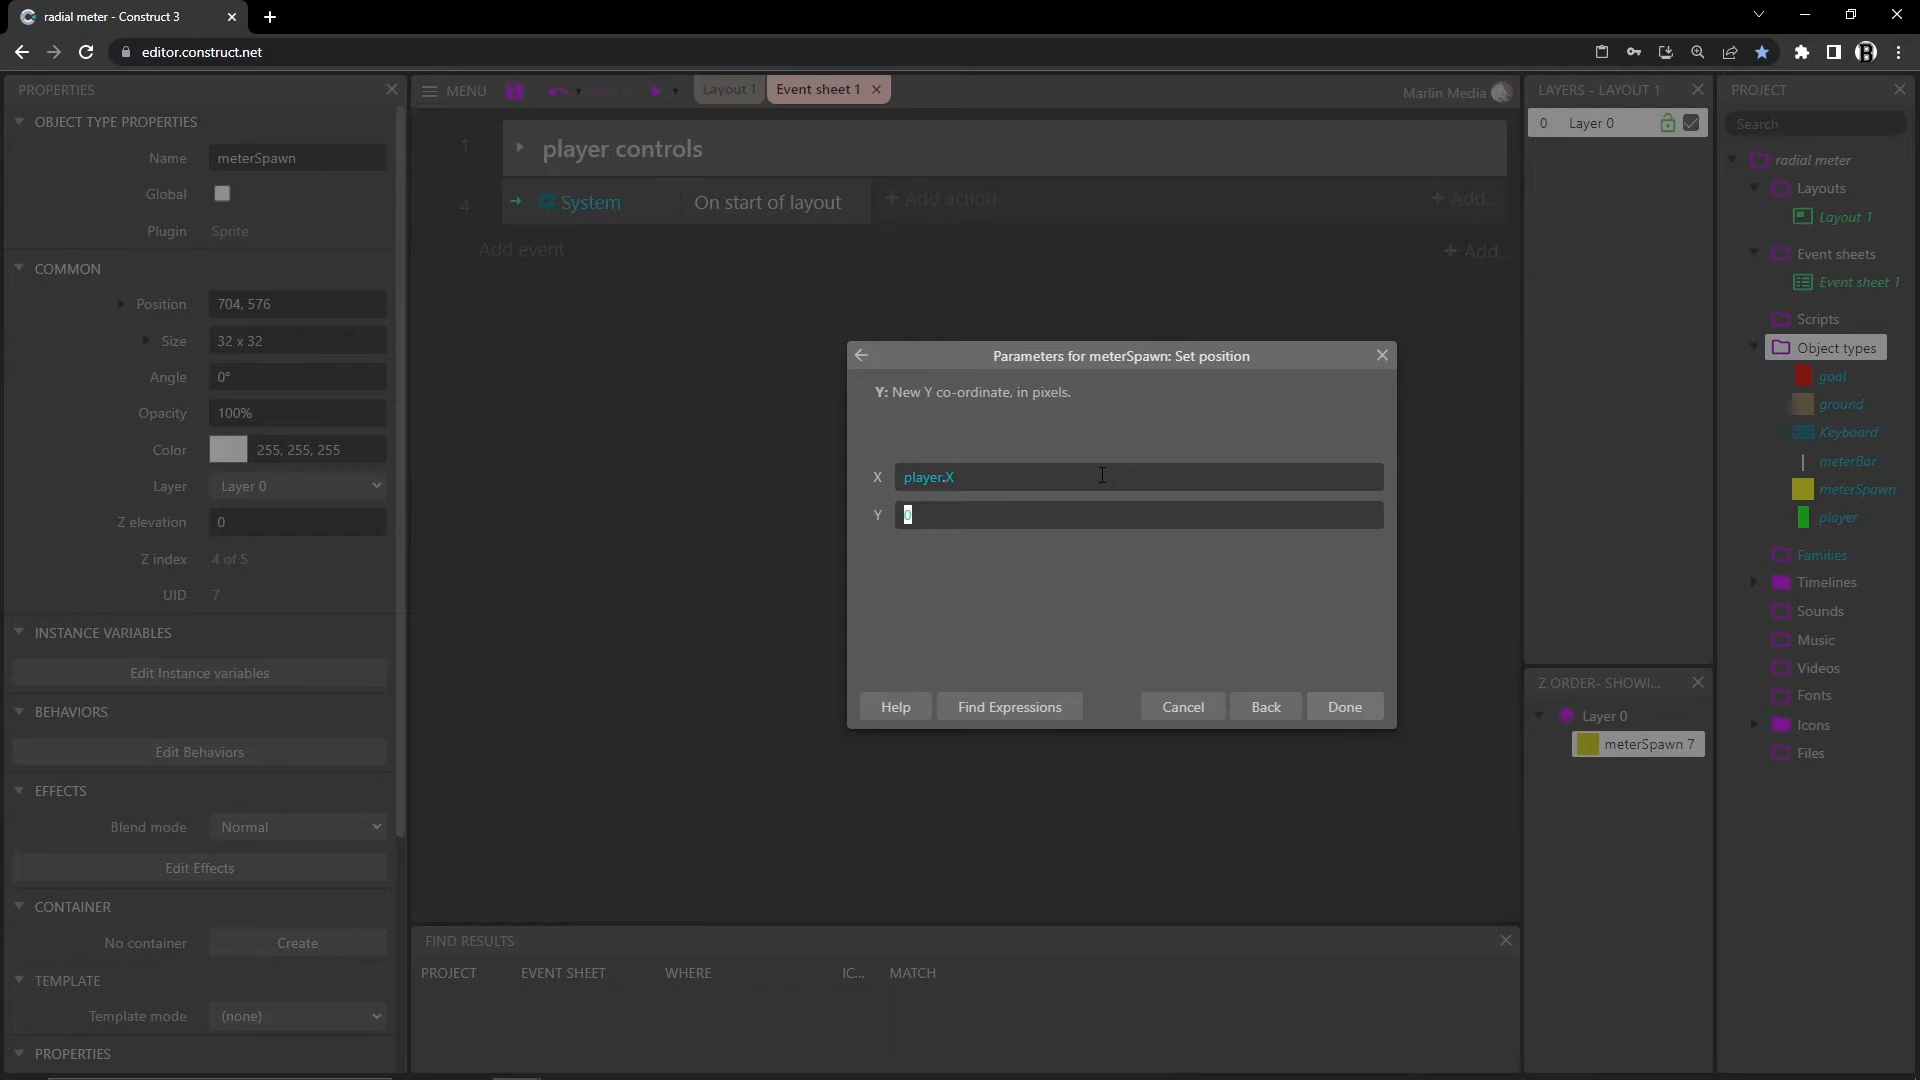 radial meter - Construct 3
editor.construct.net
PROPERTIES
OBJECT TYPE PROPERTIES
Name meterSpawn
Global
Plugin Sprite
COMMON
Position 704, 576
Size 32 x 32
Angle 0°
Opacity 100%
Color 255, 255, 255
Layer Layer 0
Z elevation 0
Z index 4 of 5
UID 7
INSTANCE VARIABLES
Edit Instance variables
BEHAVIORS
Edit Behaviors
EFFECTS
Blend mode Normal
Edit Effects
CONTAINER
No container Create
TEMPLATE
Template mode (none)
PROPERTIES
MENU
Layout 1
Event sheet 1
Marlin Media
1 player controls
4 System On start of layout + Add action + Add...
Add event + Add...
Parameters for meterSpawn: Set position
Y: New Y co-ordinate, in pixels.
X player.X
Y 0
Help Find Expressions Cancel Back Done
FIND RESULTS
PROJECT EVENT SHEET WHERE IC... MATCH
LAYERS - LAYOUT 1
0 Layer 0
Z ORDER- SHOWI...
Layer 0
meterSpawn 7
PROJECT
Search
radial meter
Layouts
Layout 1
Event sheets
Event sheet 1
Scripts
Object types
goal
ground
Keyboard
meterBar
meterSpawn
player
Families
Timelines
Sounds
Music
Videos
Fonts
Icons
Files